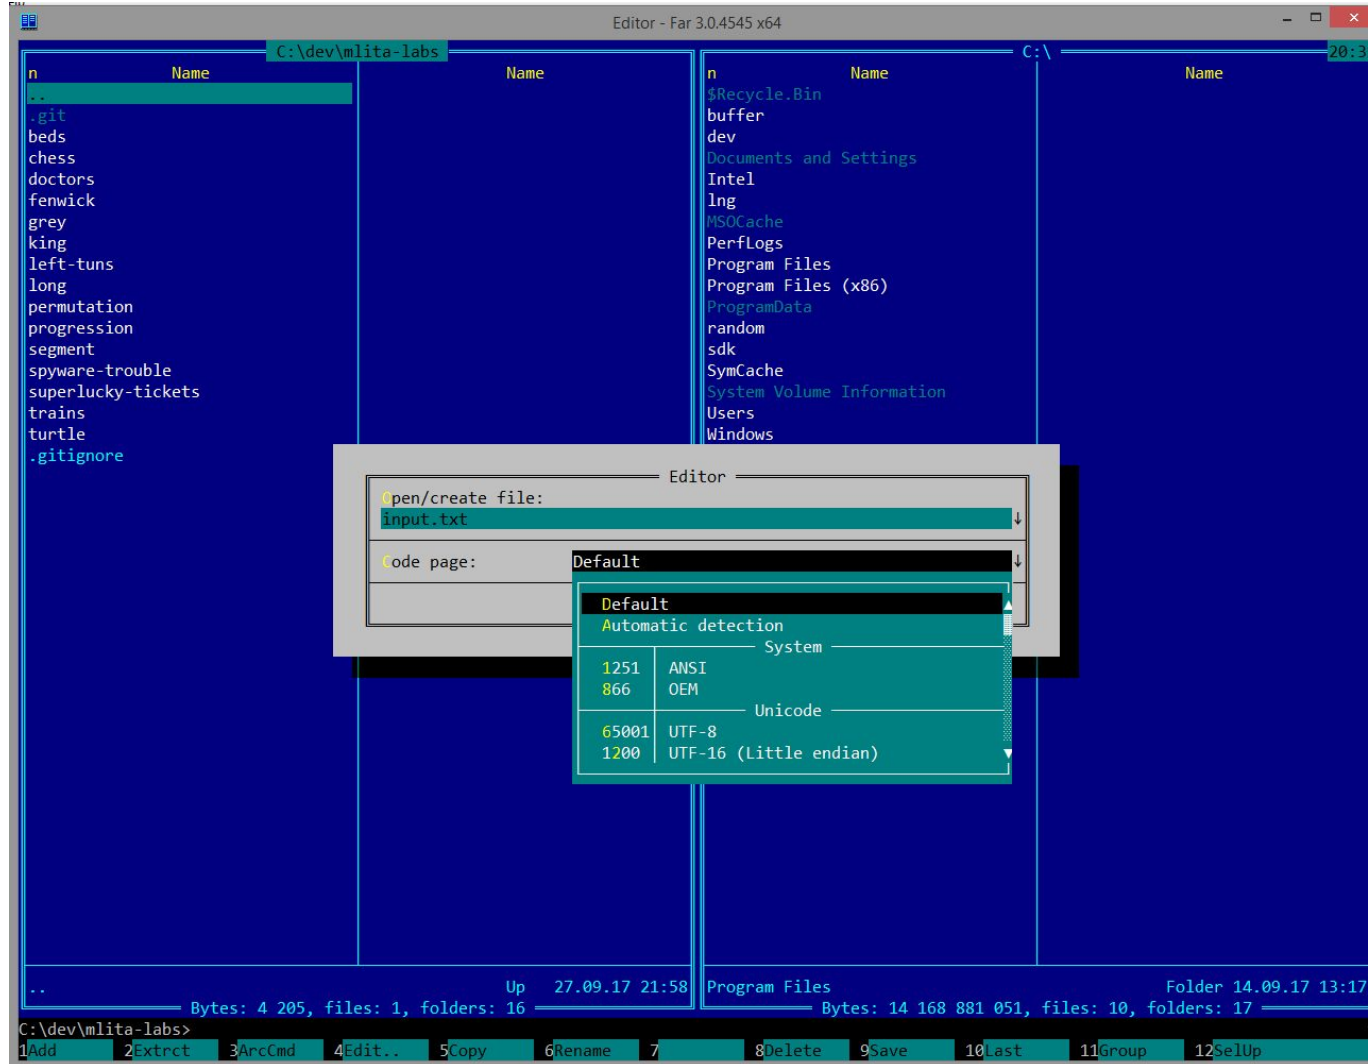 Editor - Far 3.0.4545 x64
C:\dev\mlita-labs
n Name Name
..
.git
beds
chess
doctors
fenwick
grey
king
left-tuns
long
permutation
progression
segment
spyware-trouble
superlucky-tickets
trains
turtle
.gitignore
C:\ 20:3
n Name Name
$Recycle.Bin
buffer
dev
Documents and Settings
Intel
lng
MSOCache
PerfLogs
Program Files
Program Files (x86)
ProgramData
random
sdk
SymCache
System Volume Information
Users
Windows
Editor
Open/create file:
input.txt
Code page: Default
Default
Automatic detection
System
1251 ANSI
866 OEM
Unicode
65001 UTF-8
1200 UTF-16 (Little endian)
.. Up 27.09.17 21:58
Bytes: 4 205, files: 1, folders: 16
Program Files Folder 14.09.17 13:17
Bytes: 14 168 881 051, files: 10, folders: 17
C:\dev\mlita-labs>
1Add 2Extrct 3ArcCmd 4Edit.. 5Copy 6Rename 7 8Delete 9Save 10Last 11Group 12SelUp